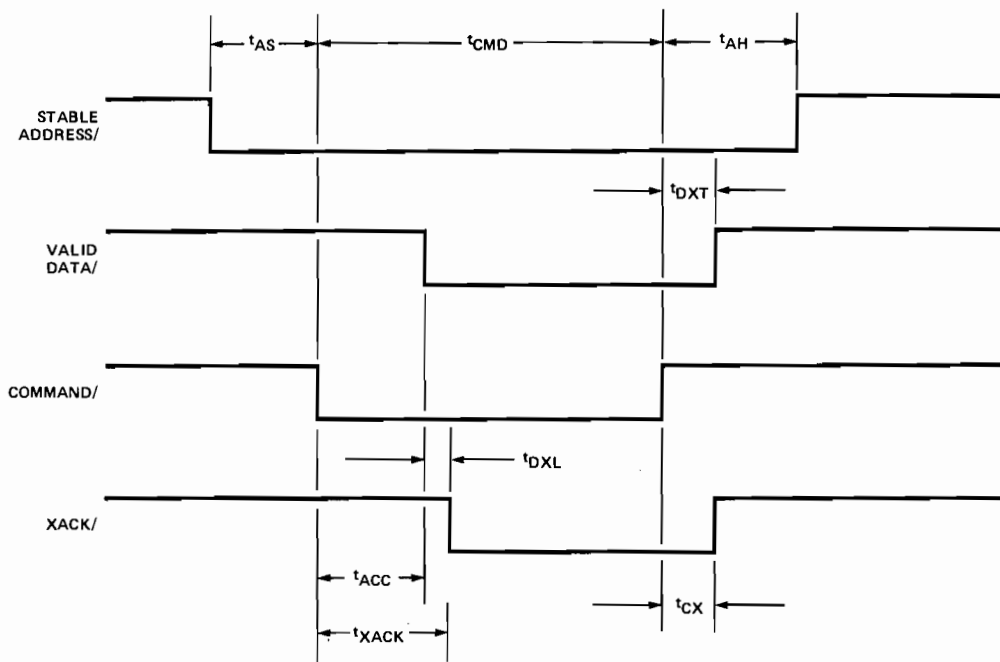 tAS
tCMD
tAH
STABLE
ADDRESS/
tDXT
VALID
DATA/
COMMAND/
tDXL
XACK/
tACC
tCX
tXACK